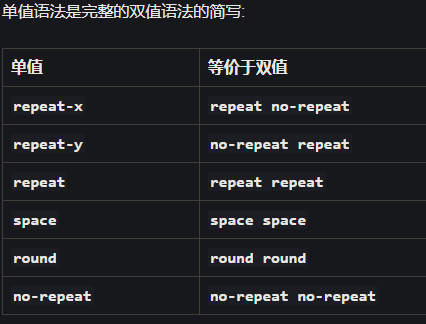 单值语法是完整的双值语法的简写:
单值 等价于双值
repeat-x repeat no-repeat
repeat-y no-repeat repeat
repeat repeat repeat
space space space
round round round
no-repeat no-repeat no-repeat